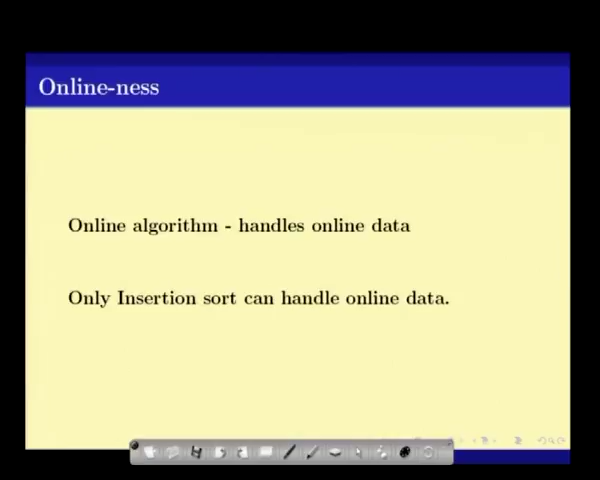 Online-ness
Online algorithm - handles online data
Only Insertion sort can handle online data.